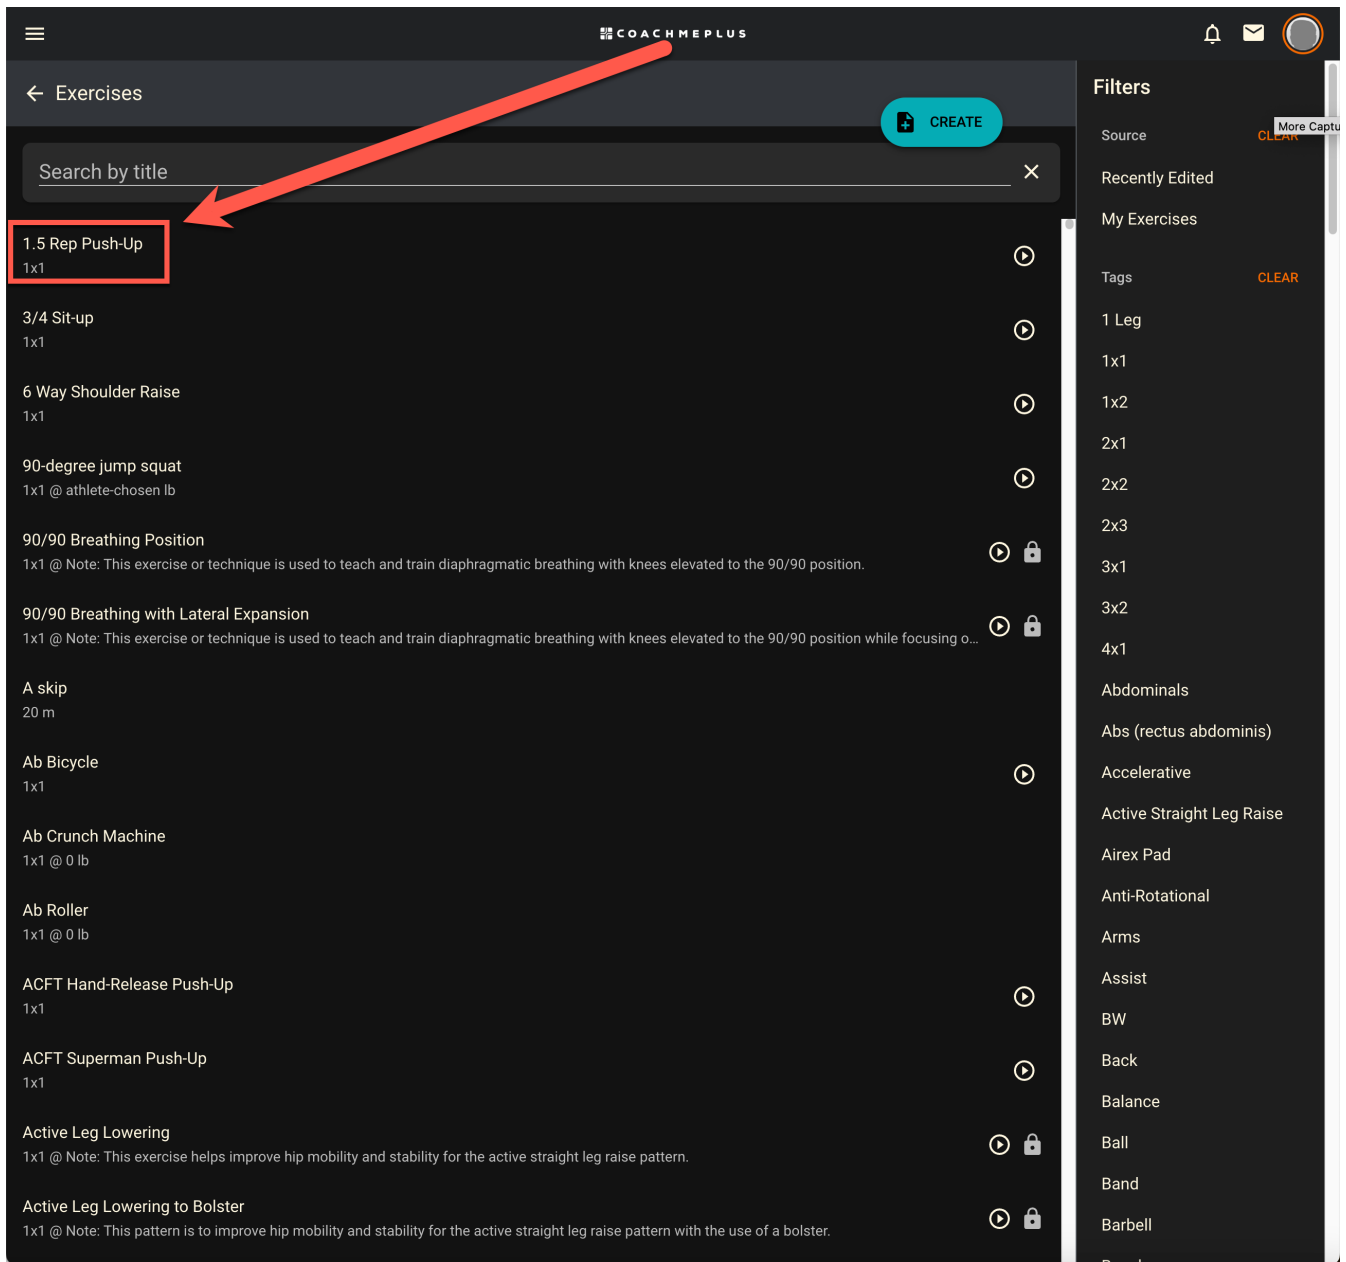 COACHMEPLUS
Exercises
CREATE
Search by title
1.5 Rep Push-Up
1x1
3/4 Sit-up
1x1
6 Way Shoulder Raise
1x1
90-degree jump squat
1x1 @ athlete-chosen lb
90/90 Breathing Position
1x1 @ Note: This exercise or technique is used to teach and train diaphragmatic breathing with knees elevated to the 90/90 position.
90/90 Breathing with Lateral Expansion
1x1 @ Note: This exercise or technique is used to teach and train diaphragmatic breathing with knees elevated to the 90/90 position while focusing o...
A skip
20 m
Ab Bicycle
1x1
Ab Crunch Machine
1x1 @ 0 lb
Ab Roller
1x1 @ 0 lb
ACFT Hand-Release Push-Up
1x1
ACFT Superman Push-Up
1x1
Active Leg Lowering
1x1 @ Note: This exercise helps improve hip mobility and stability for the active straight leg raise pattern.
Active Leg Lowering to Bolster
1x1 @ Note: This pattern is to improve hip mobility and stability for the active straight leg raise pattern with the use of a bolster.
Filters
More Captu
Source CLEAR
Recently Edited
My Exercises
Tags CLEAR
1 Leg
1x1
1x2
2x1
2x2
2x3
3x1
3x2
4x1
Abdominals
Abs (rectus abdominis)
Accelerative
Active Straight Leg Raise
Airex Pad
Anti-Rotational
Arms
Assist
BW
Back
Balance
Ball
Band
Barbell